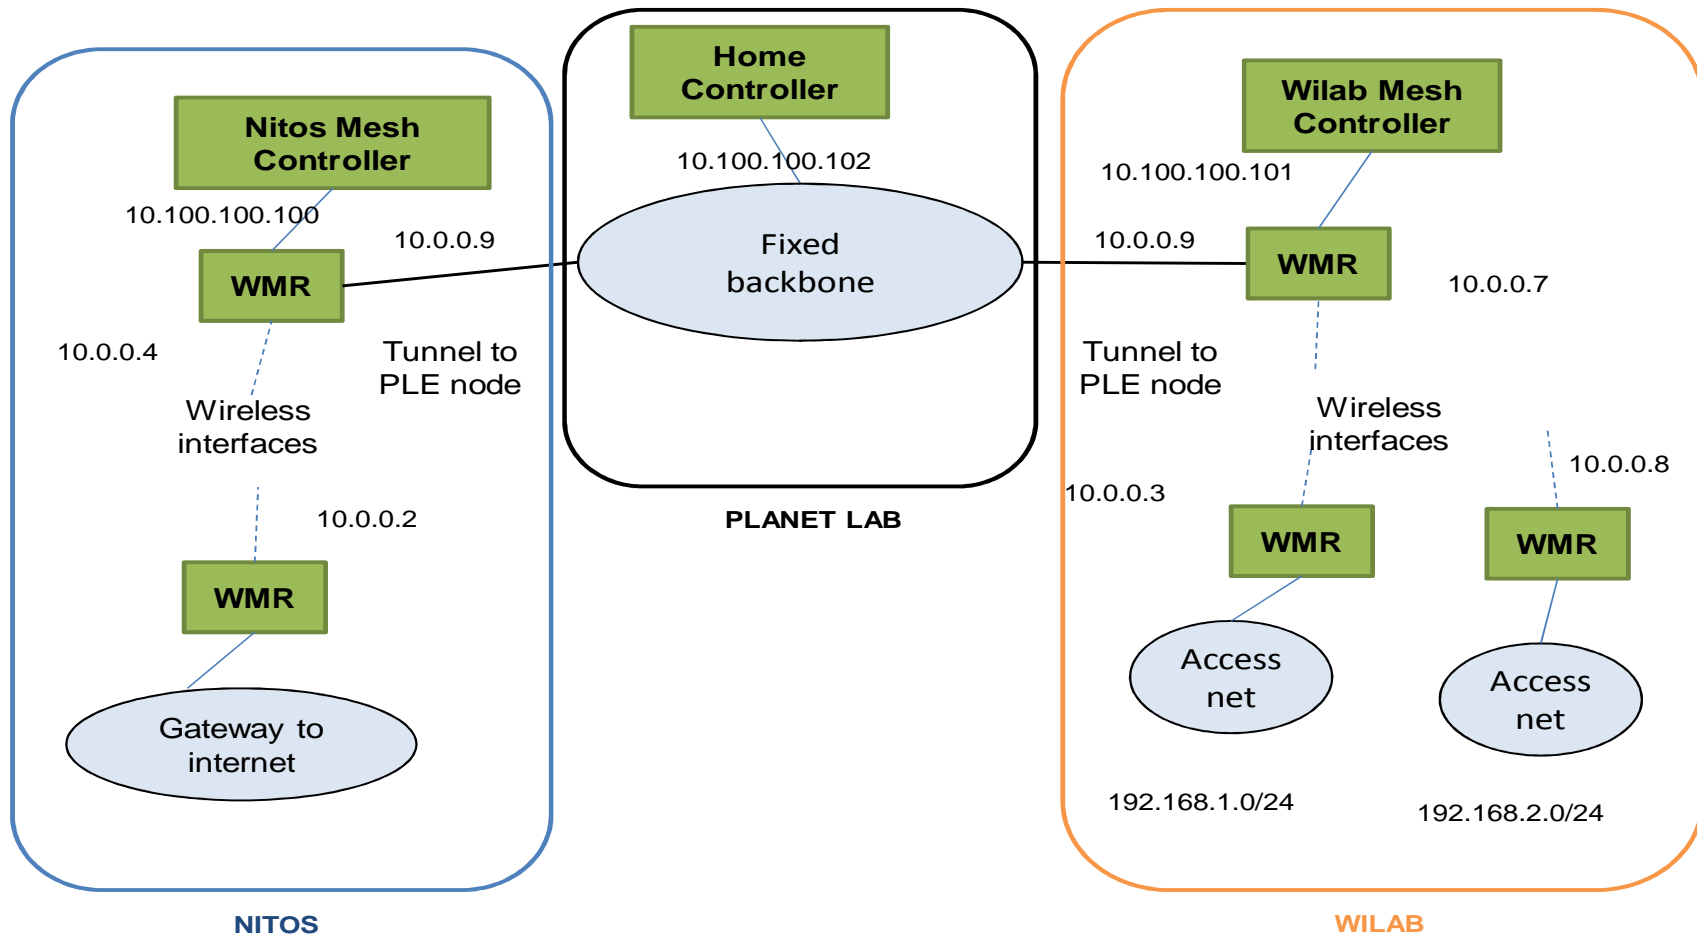 Nitos Mesh
Controller
10.100.100.100
WMR
10.0.0.9
10.0.0.4
Tunnel to
PLE node
Wireless
interfaces
10.0.0.2
WMR
Gateway to
internet
NITOS
Home
Controller
10.100.100.102
Fixed
backbone
PLANET LAB
Wilab Mesh
Controller
10.100.100.101
10.0.0.9
WMR
10.0.0.7
Tunnel to
PLE node
Wireless
interfaces
10.0.0.3
10.0.0.8
WMR
WMR
Access
net
Access
net
192.168.1.0/24
192.168.2.0/24
WILAB